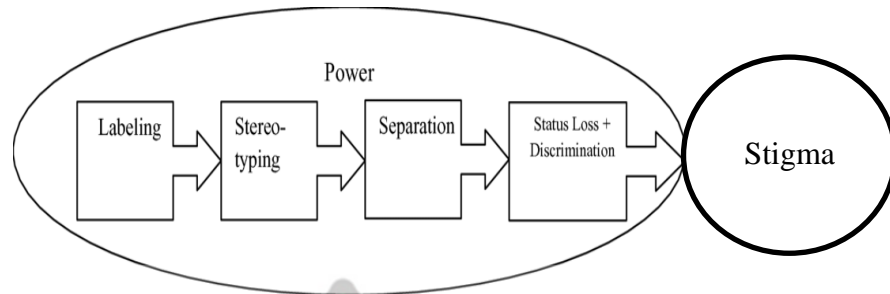 Power
Labeling
Stereo-
typing
Separation
Status Loss +
Discrimination
Stigma